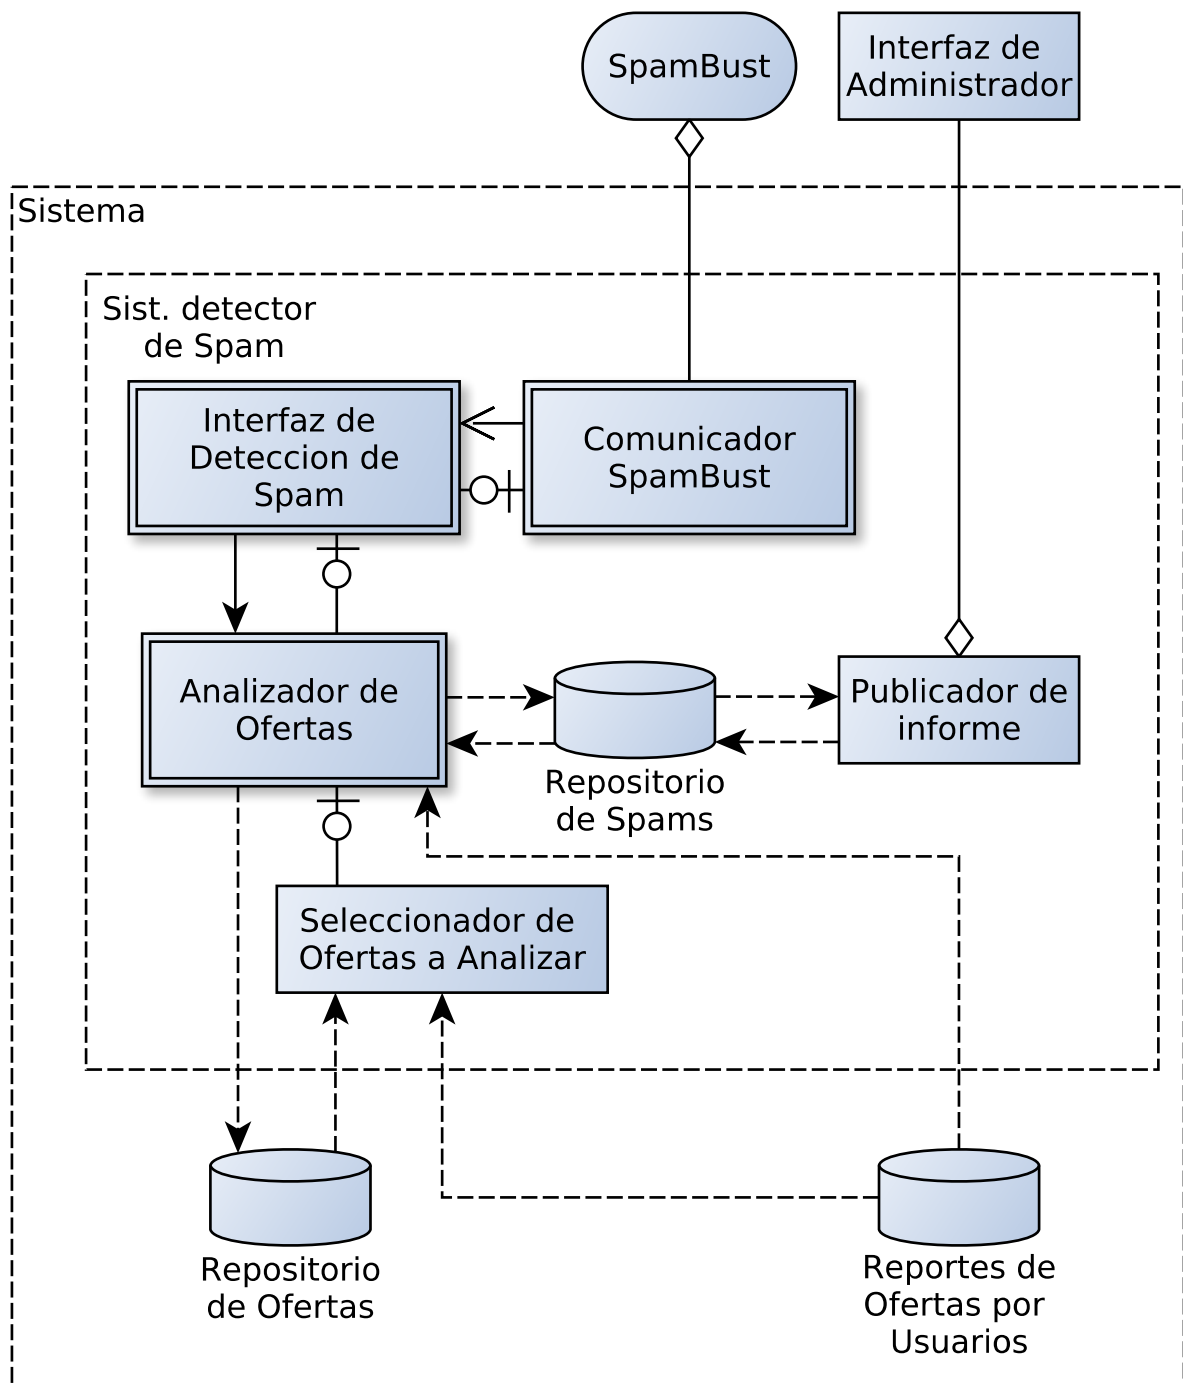 SpamBust
Interfaz de
Administrador
Sistema
Sist. detector
de Spam
Interfaz de
Deteccion de
Spam
Comunicador
SpamBust
Analizador de
Ofertas
Repositorio
de Spams
Publicador de
informe
Seleccionador de
Ofertas a Analizar
Repositorio
de Ofertas
Reportes de
Ofertas por
Usuarios